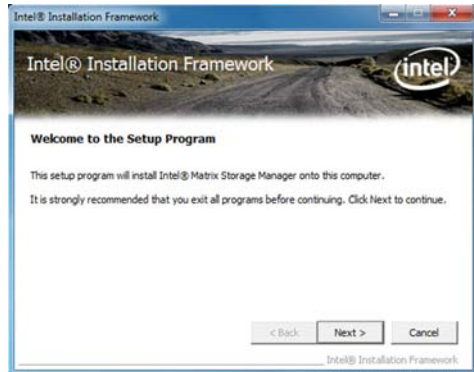 Intel® Installation Framework
Intel® Installation Framework
intel
Welcome to the Setup Program
This setup program will install Intel® Matrix Storage Manager onto this computer.
It is strongly recommended that you exit all programs before continuing. Click Next to continue.
< Back Next > Cancel
Intel® Installation Framework